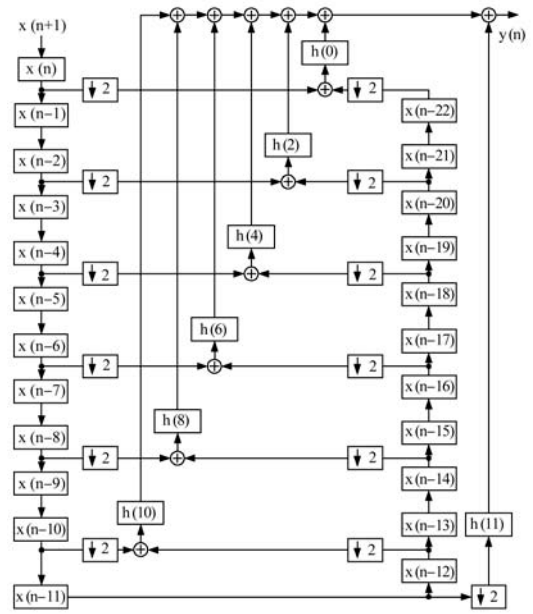 x (n+1)
y (n)
h (0)
x (n)
↓ 2
↓ 2
x (n−1)
x (n−22)
h (2)
x (n−2)
x (n−21)
↓ 2
↓ 2
x (n−3)
x (n−20)
h (4)
x (n−4)
x (n−19)
↓ 2
↓ 2
x (n−5)
x (n−18)
h (6)
x (n−6)
x (n−17)
↓ 2
↓ 2
x (n−7)
x (n−16)
h (8)
x (n−8)
x (n−15)
↓ 2
↓ 2
x (n−9)
x (n−14)
h (10)
x (n−10)
x (n−13)
h (11)
↓ 2
↓ 2
x (n−12)
x (n−11)
↓ 2